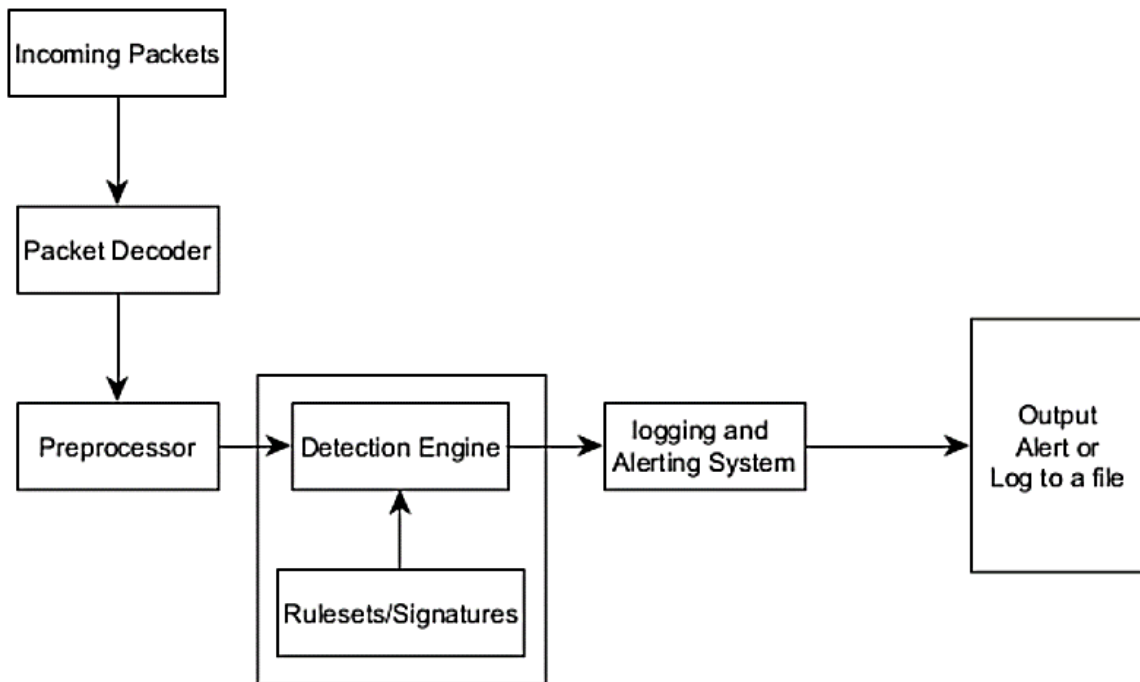 Incoming Packets
Packet Decoder
Preprocessor
Detection Engine
Rulesets/Signatures
logging and
Alerting System
Output
Alert or
Log to a file